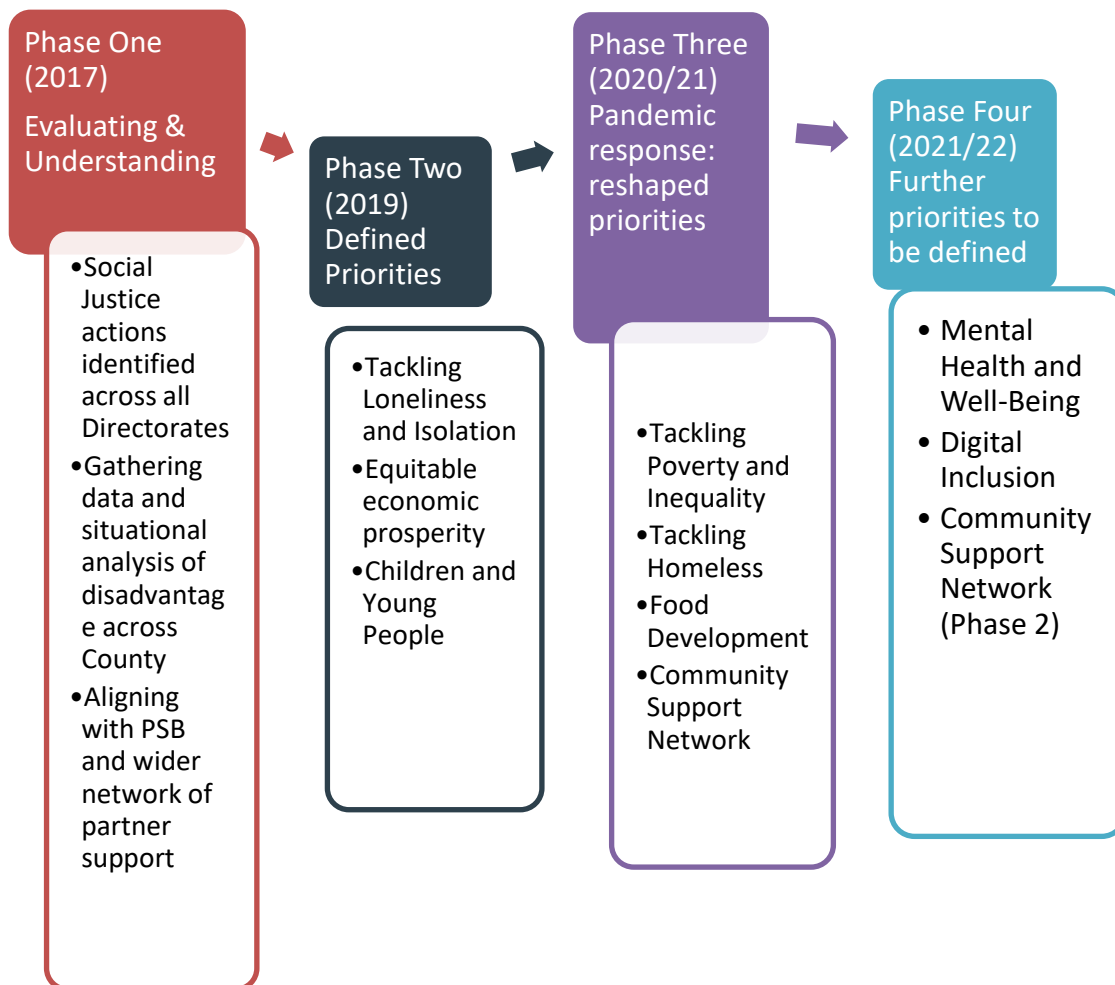 Phase One
(2017)
Evaluating &
Understanding
•Social
Justice
actions
identified
across all
Directorates
•Gathering
data and
situational
analysis of
disadvantag
e across
County
•Aligning
with PSB
and wider
network of
partner
support
Phase Two
(2019)
Defined
Priorities
•Tackling
Loneliness
and Isolation
•Equitable
economic
prosperity
•Children and
Young
People
Phase Three
(2020/21)
Pandemic
response:
reshaped
priorities
•Tackling
Poverty and
Inequality
•Tackling
Homeless
•Food
Development
•Community
Support
Network
Phase Four
(2021/22)
Further
priorities to
be defined
• Mental
Health and
Well-Being
• Digital
Inclusion
• Community
Support
Network
(Phase 2)